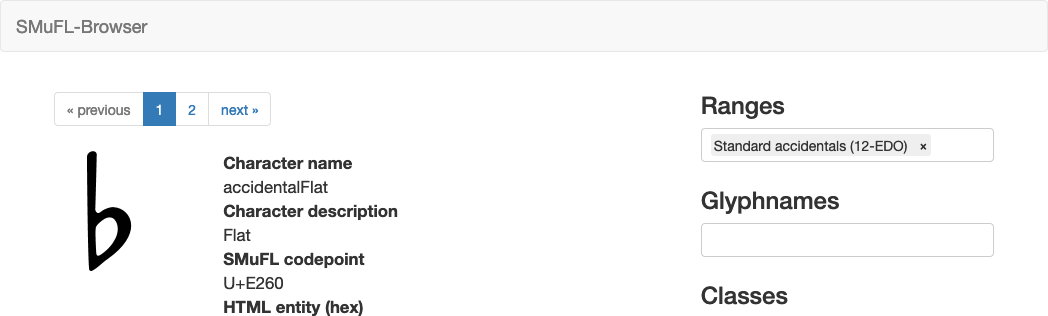 SMuFL-Browser
« previous 1 2 next »
Character name
accidentalFlat
Character description
Flat
SMuFL codepoint
U+E260
HTML entity (hex)
Ranges
Standard accidentals (12-EDO) ×
Glyphnames
Classes